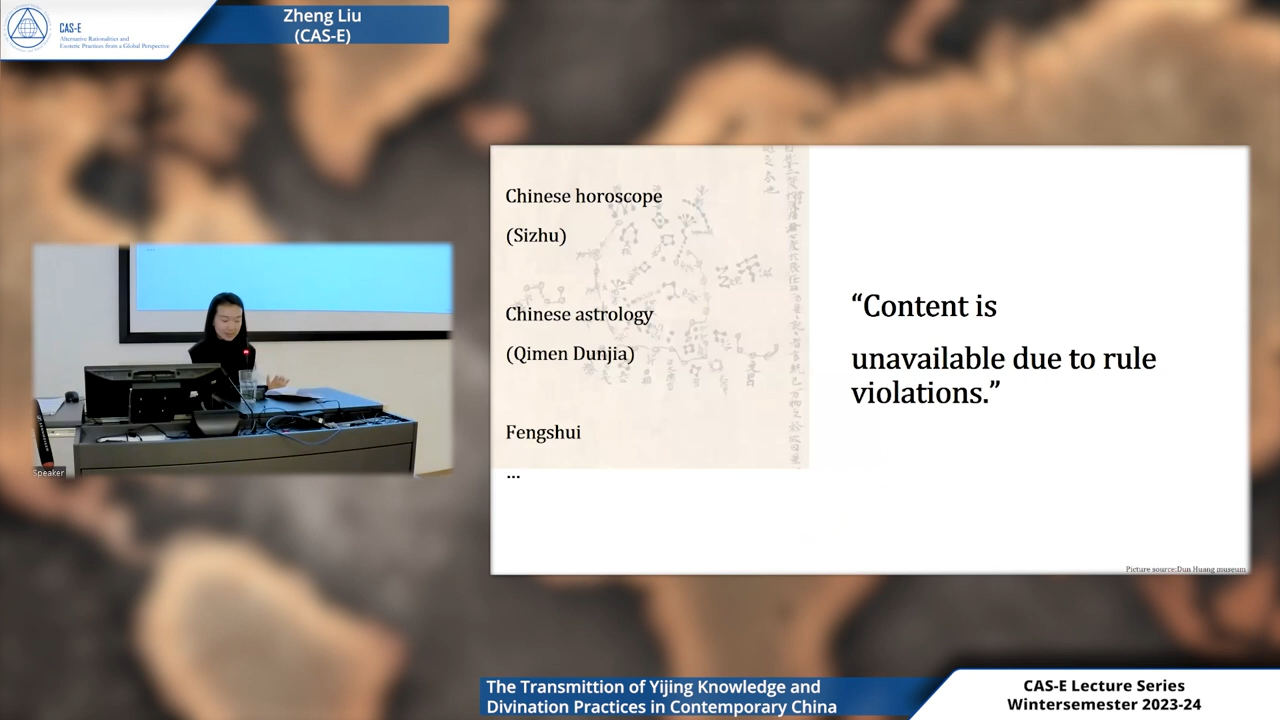 CAS-E
Alternative Rationalities and
Esoteric Practices from a Global Perspective
Zheng Liu
(CAS-E)
Chinese horoscope
(Sizhu)
Chinese astrology
(Qimen Dunjia)
Fengshui
...
“Content is
unavailable due to rule
violations.”
Picture source:Dun Huang museum
Speaker
The Transmittion of Yijing Knowledge and
Divination Practices in Contemporary China
CAS-E Lecture Series
Wintersemester 2023-24